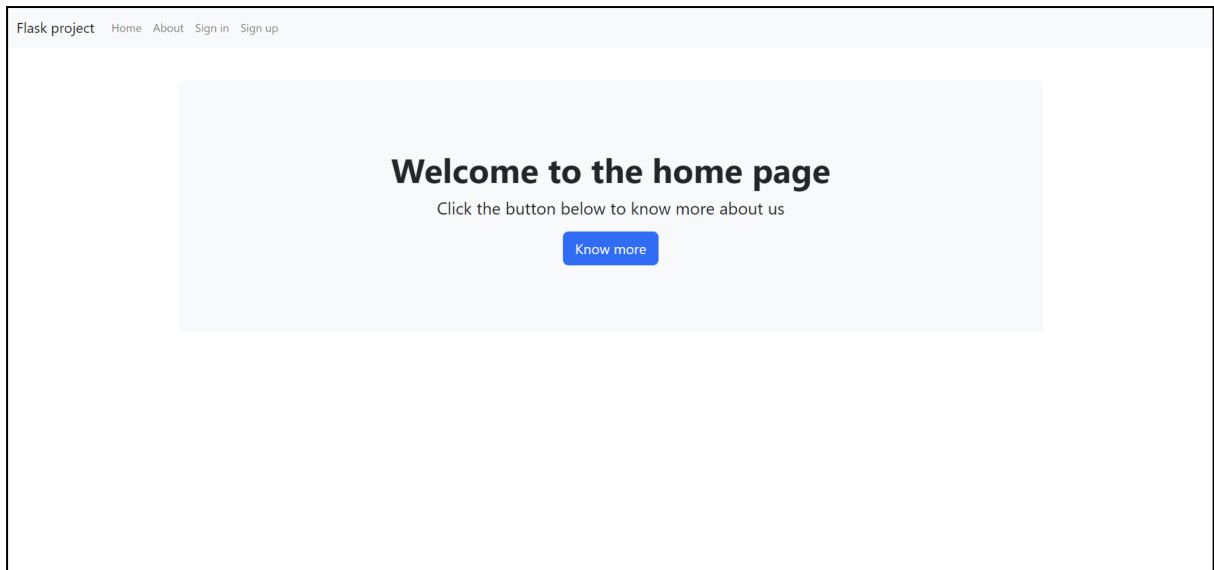 Flask project Home About Sign in Sign up
Welcome to the home page
Click the button below to know more about us
Know more